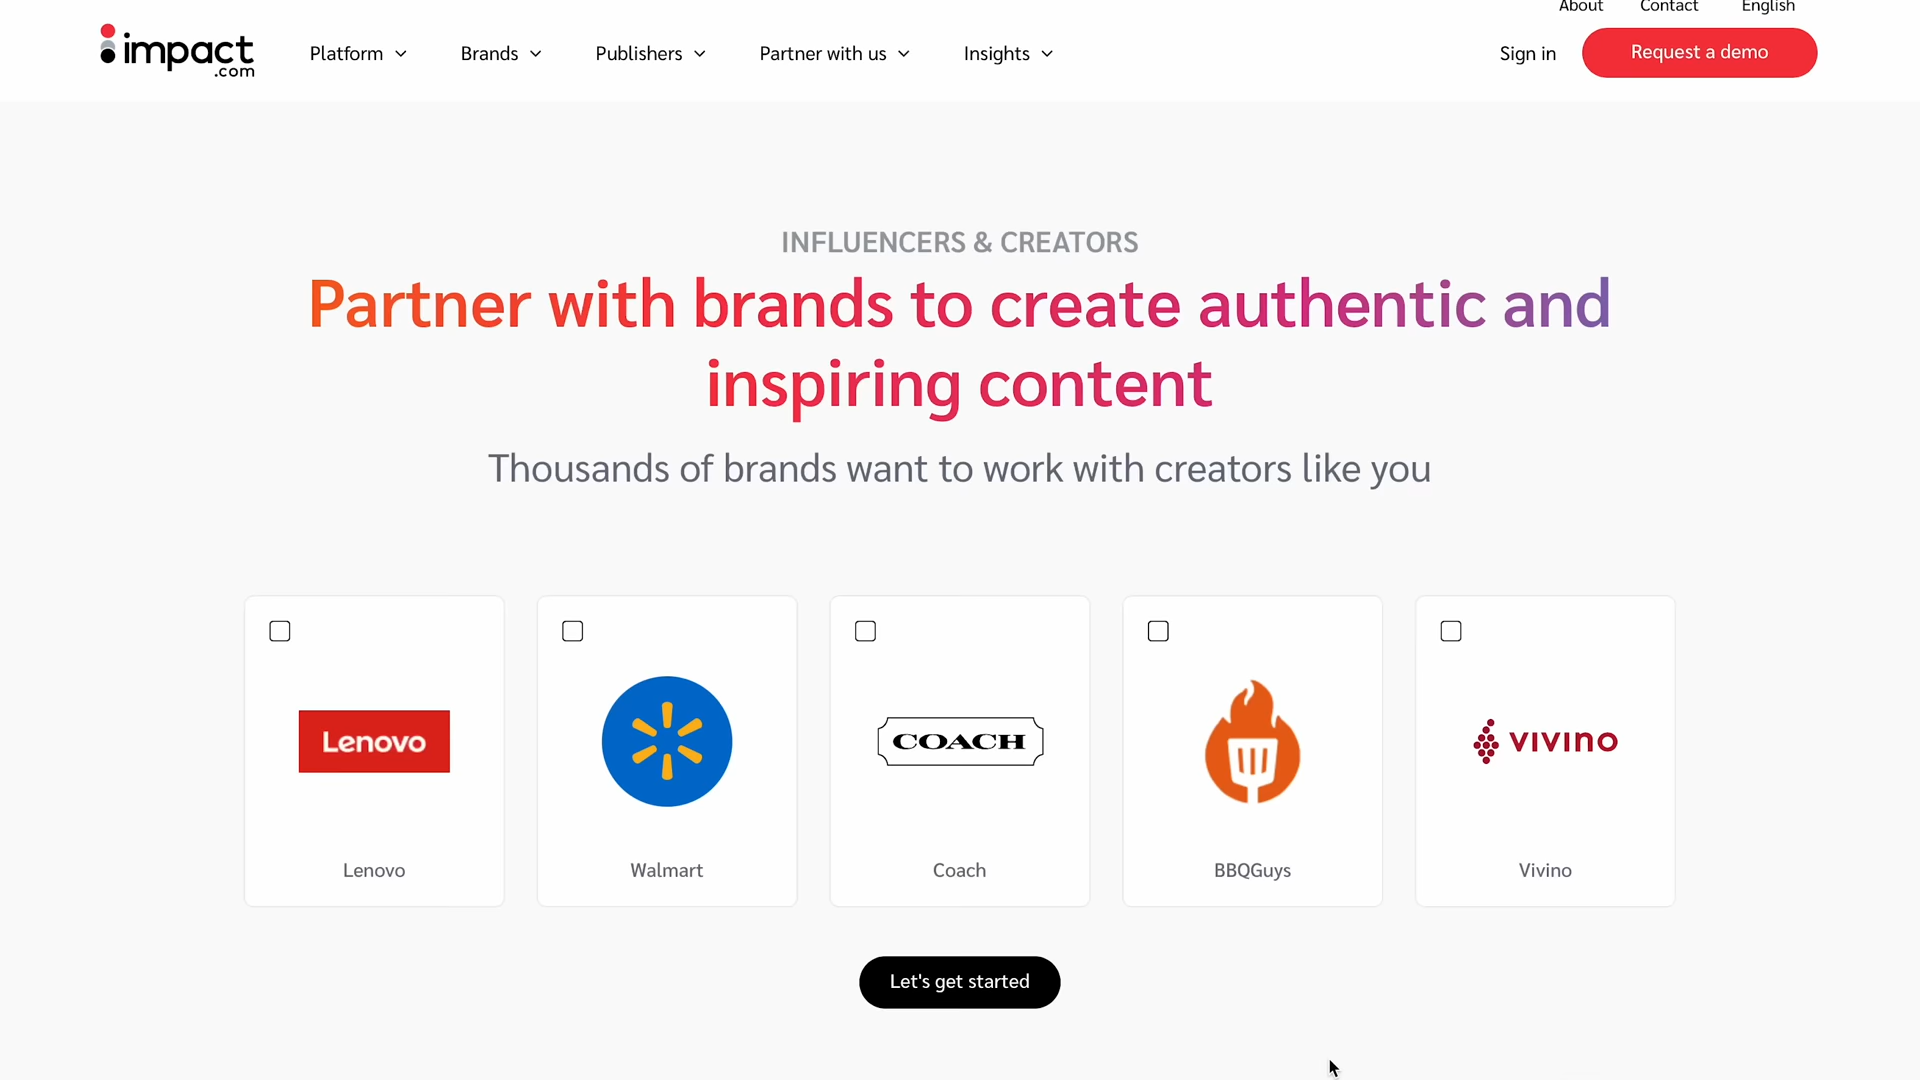 About Contact English
impact
.com
Platform Brands Publishers Partner with us Insights Sign in Request a demo
INFLUENCERS & CREATORS
Partner with brands to create authentic and
inspiring content
Thousands of brands want to work with creators like you
Lenovo COACH VIVINO
Lenovo Walmart Coach BBQGuys Vivino
Let's get started